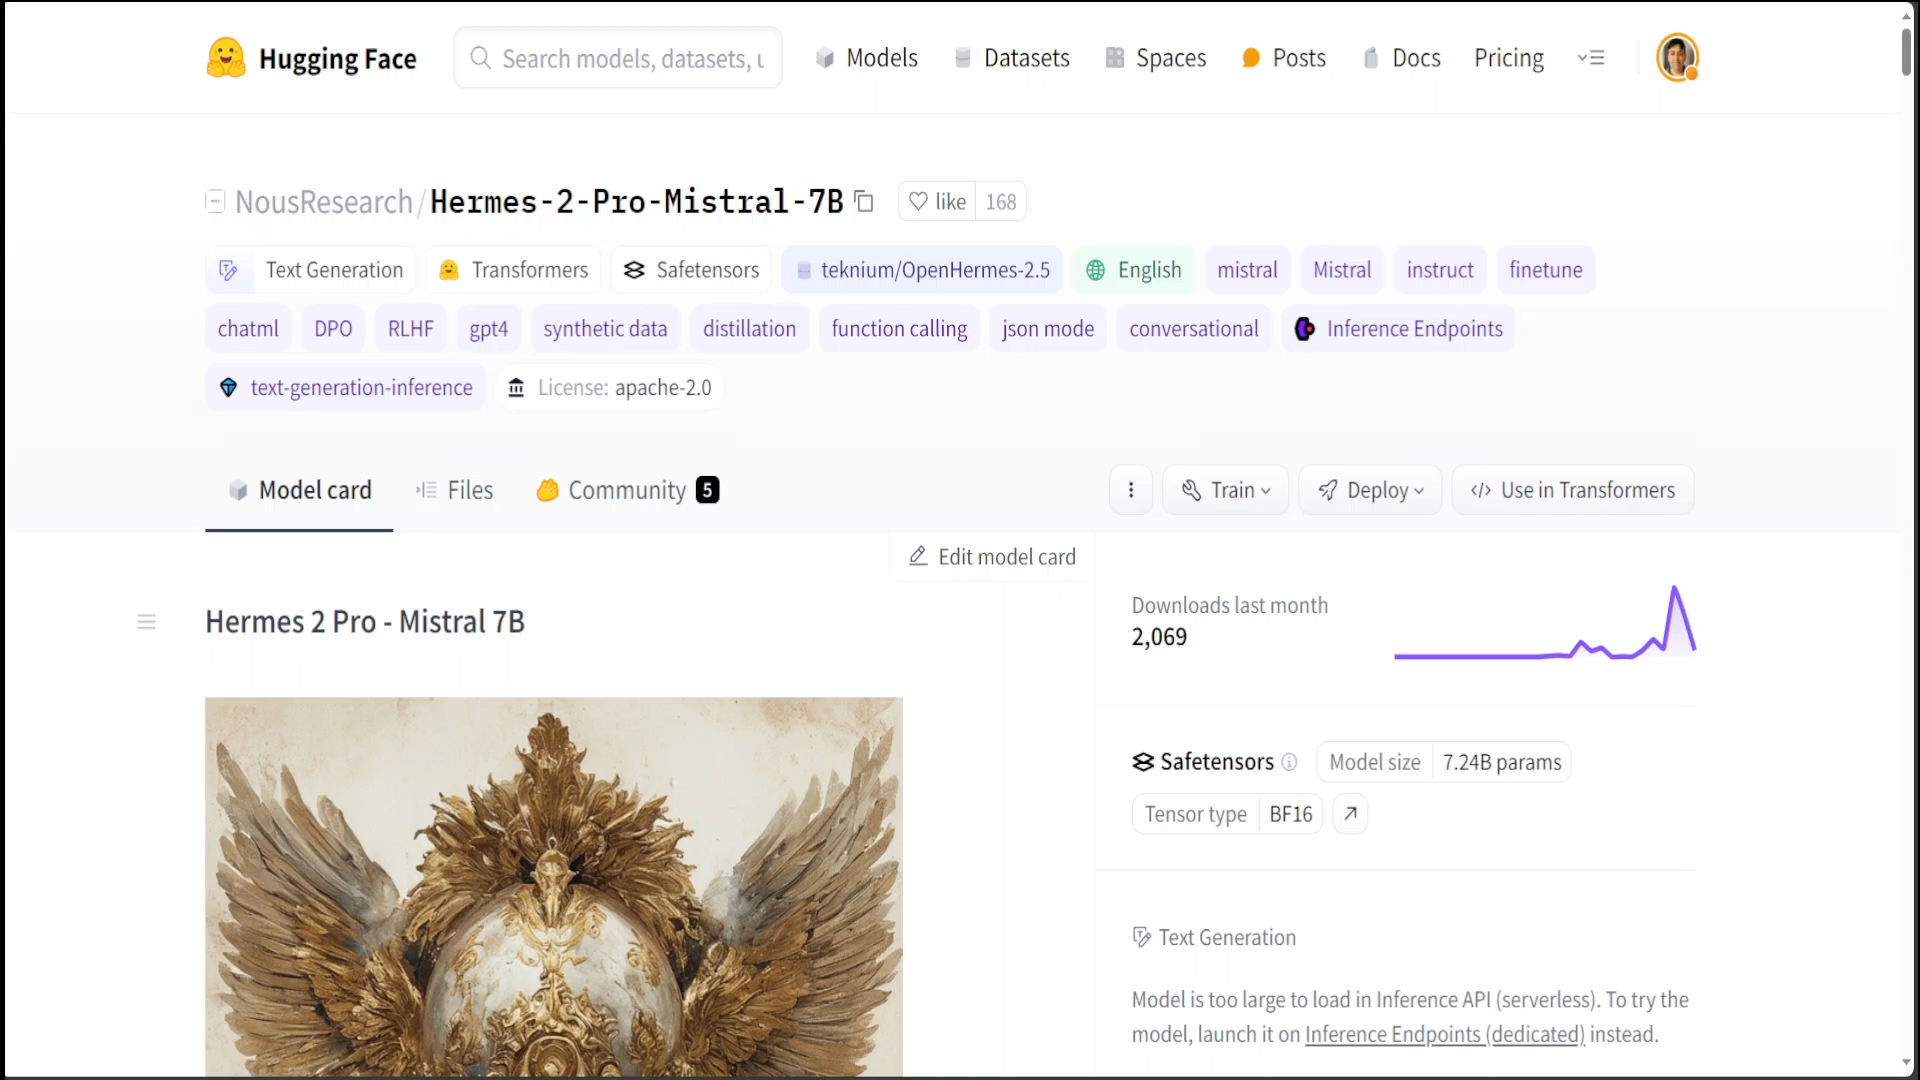 Hugging Face
Search models, datasets, u
Models
Datasets
Spaces
Posts
Docs
Pricing
NousResearch/Hermes-2-Pro-Mistral-7B
like 168
Text Generation
Transformers
Safetensors
teknium/OpenHermes-2.5
English
mistral
Mistral
instruct
finetune
chatml
DPO
RLHF
gpt4
synthetic data
distillation
function calling
json mode
conversational
Inference Endpoints
text-generation-inference
License: apache-2.0
Model card
Files
Community 5
Train
Deploy
Use in Transformers
Edit model card
Hermes 2 Pro - Mistral 7B
Downloads last month
2,069
Safetensors
Model size 7.24B params
Tensor type BF16
Text Generation
Model is too large to load in Inference API (serverless). To try the
model, launch it on Inference Endpoints (dedicated) instead.